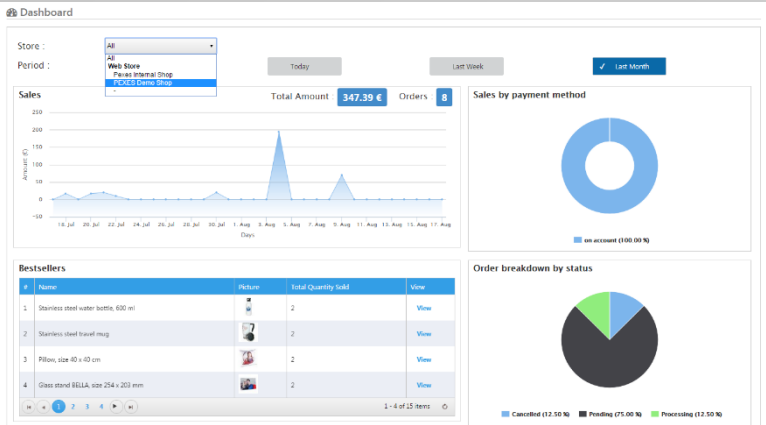 Dashboard
Store :
All
All
Web Store
Pexes Internal Shop
PEXES Demo Shop
-
Period :
Today
Last Week
✓ Last Month
Sales
Total Amount : 347.39 € Orders : 8
250
200
150
100
50
0
-50
Amount (€)
18. Jul 20. Jul 22. Jul 24. Jul 26. Jul 28. Jul 30. Jul 1. Aug 3. Aug 5. Aug 7. Aug 9. Aug 11. Aug 13. Aug 15. Aug 17. Aug
Days
Sales by payment method
on account (100.00 %)
Bestsellers
# Name Picture Total Quantity Sold View
1 Stainless steel water bottle, 600 ml 2 View
2 Stainless steel travel mug 2 View
3 Pillow, size 40 x 40 cm 2 View
4 Glass stand BELLA, size 254 x 203 mm 2 View
1 2 3 4 1 - 4 of 15 items
Order breakdown by status
Cancelled (12.50 %) Pending (75.00 %) Processing (12.50 %)